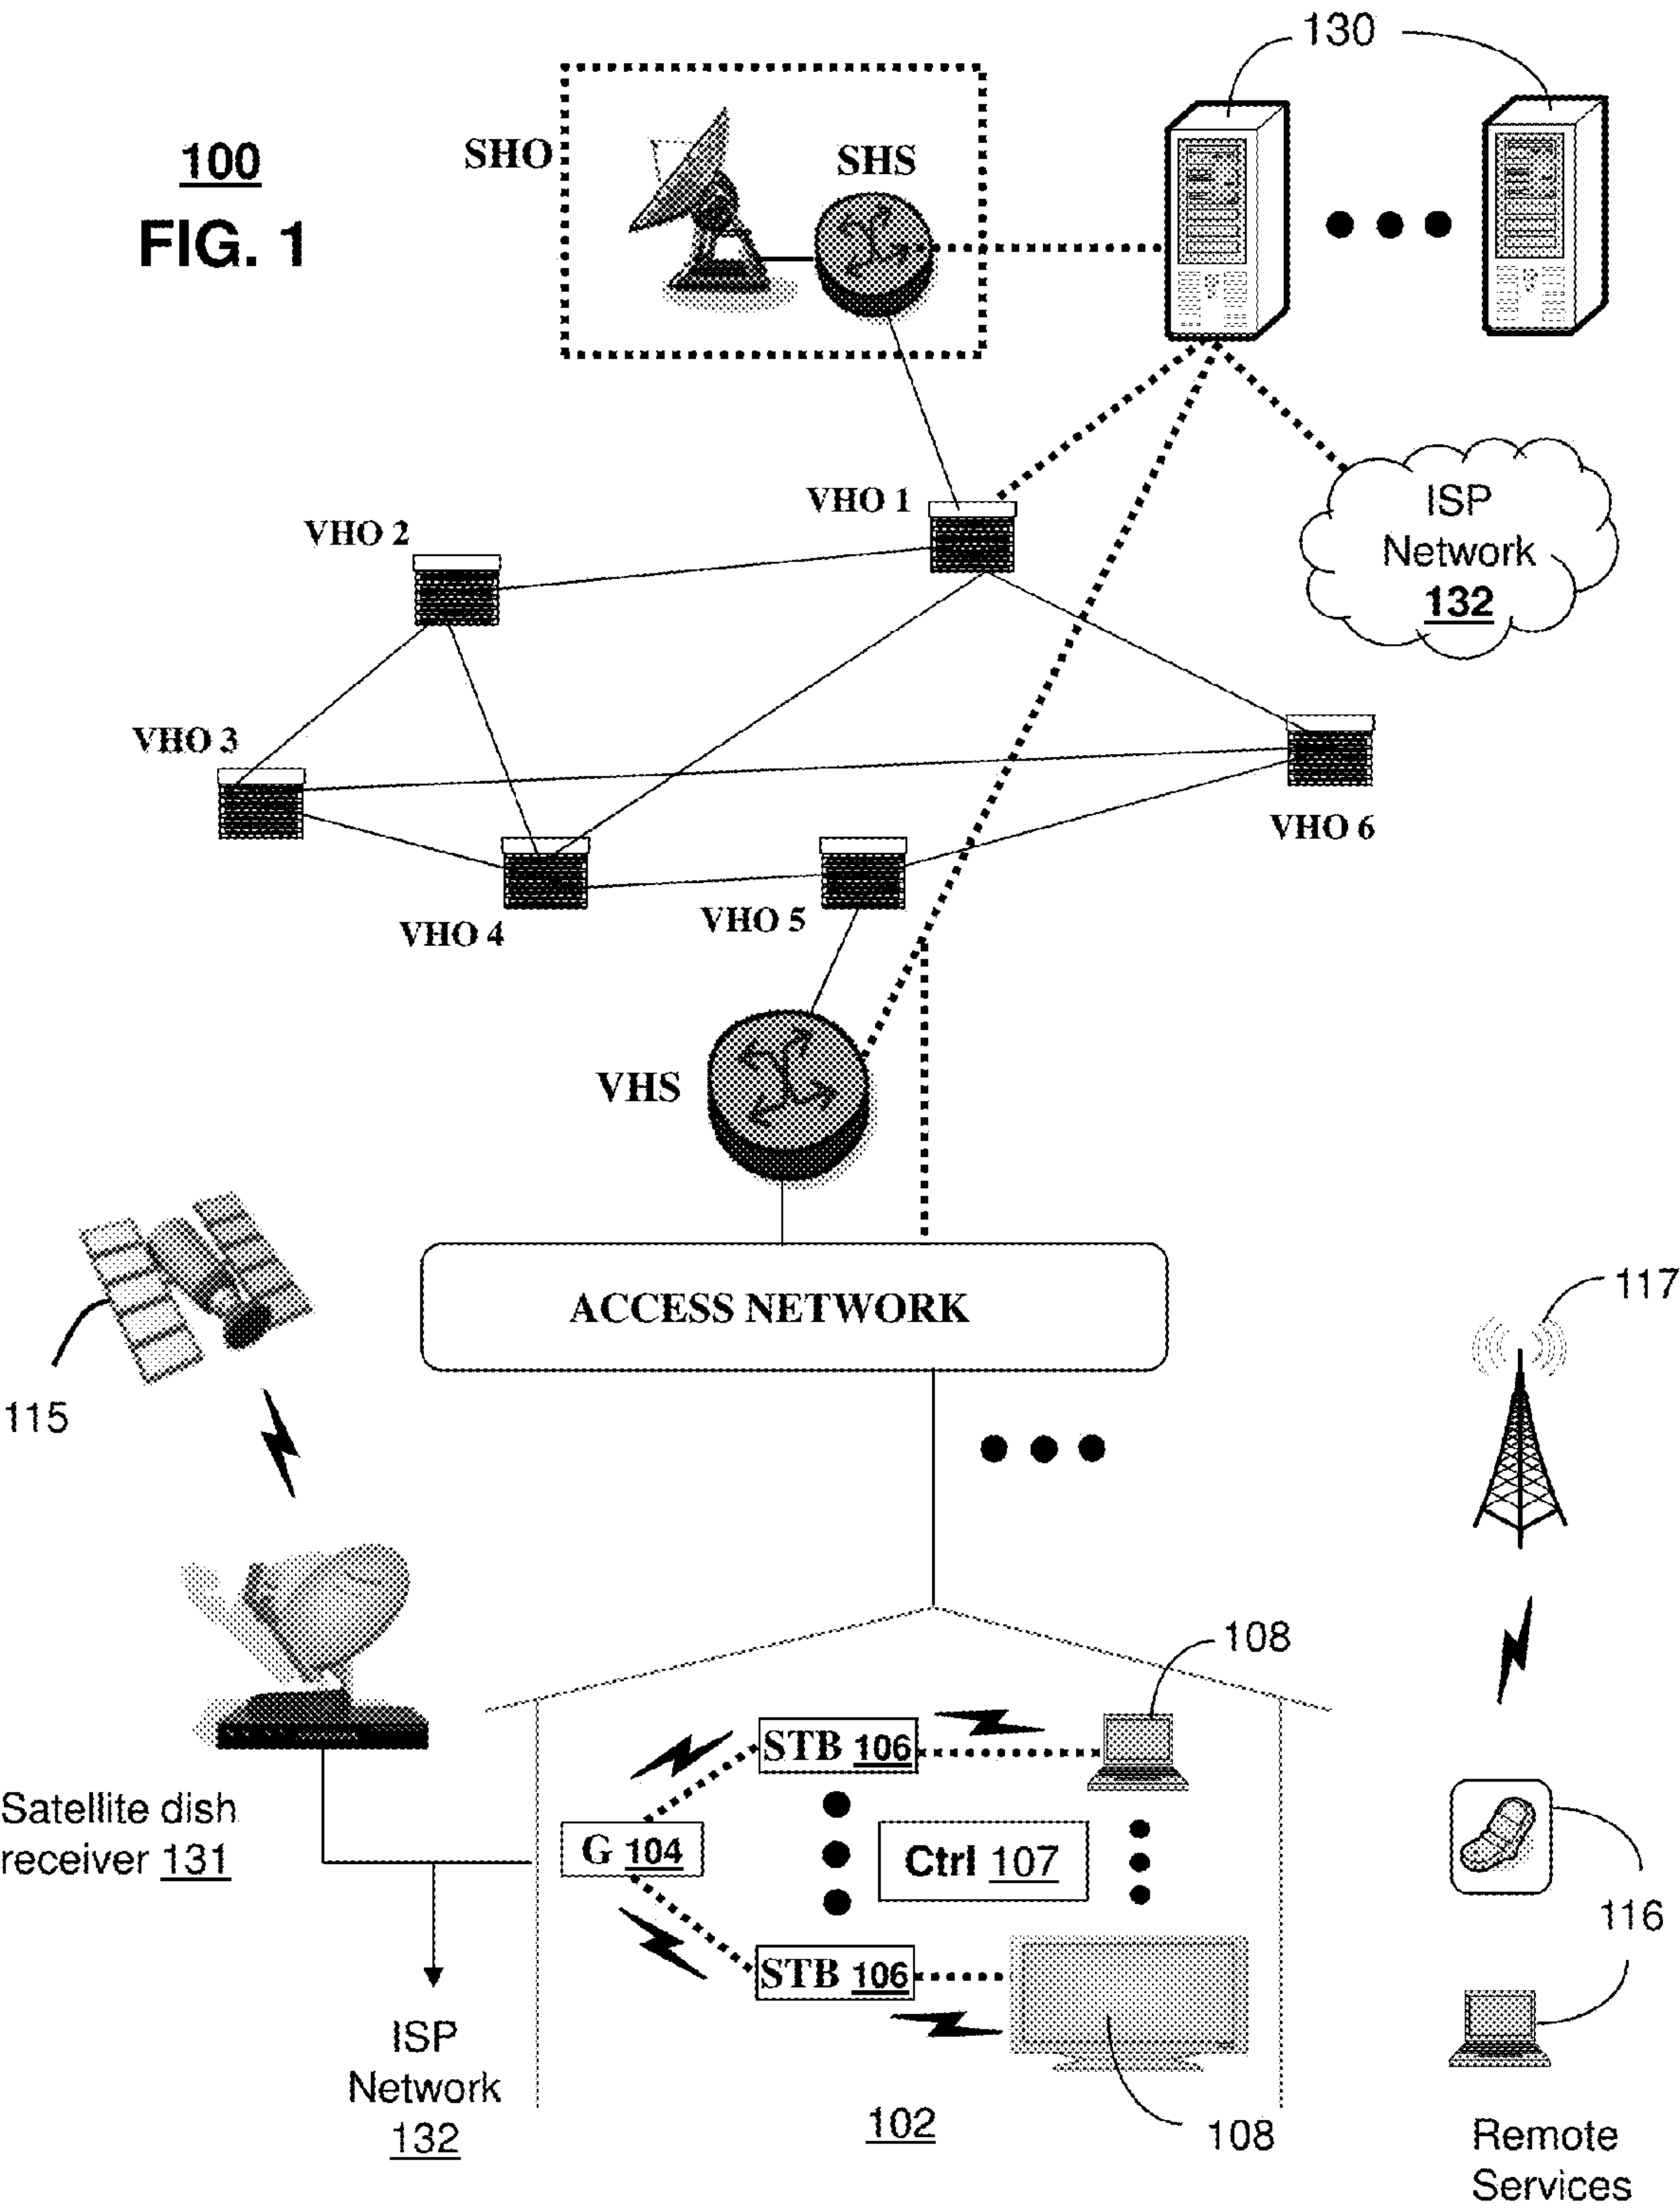 130
100
FIG. 1
SHO
SHS
VHO 1
ISP
Network
132
VHO 2
VHO 3
VHO 6
VHO 4
VHO 5
VHS
ACCESS NETWORK
117
115
108
STB 106
Satellite dish
receiver 131
G 104
Ctrl 107
116
STB 106
ISP
Network
132
102
108
Remote
Services